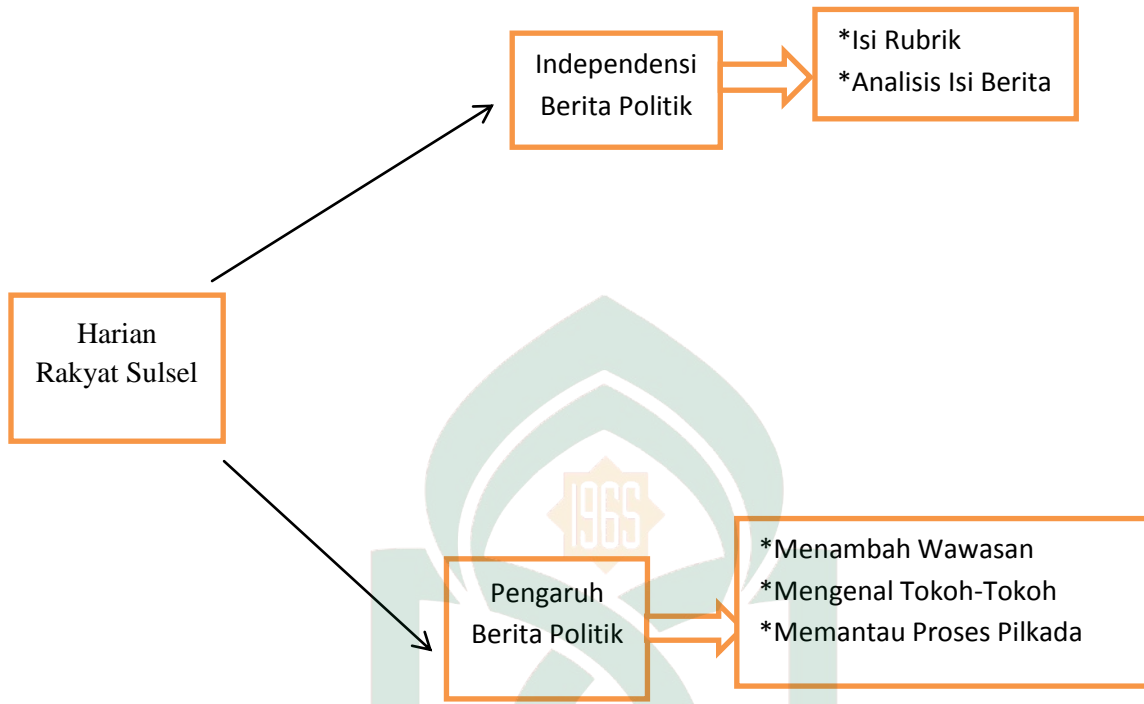 Independensi
Berita Politik
*Isi Rubrik
*Analisis Isi Berita
Harian
Rakyat Sulsel
1965
Pengaruh
Berita Politik
*Menambah Wawasan
*Mengenal Tokoh-Tokoh
*Memantau Proses Pilkada